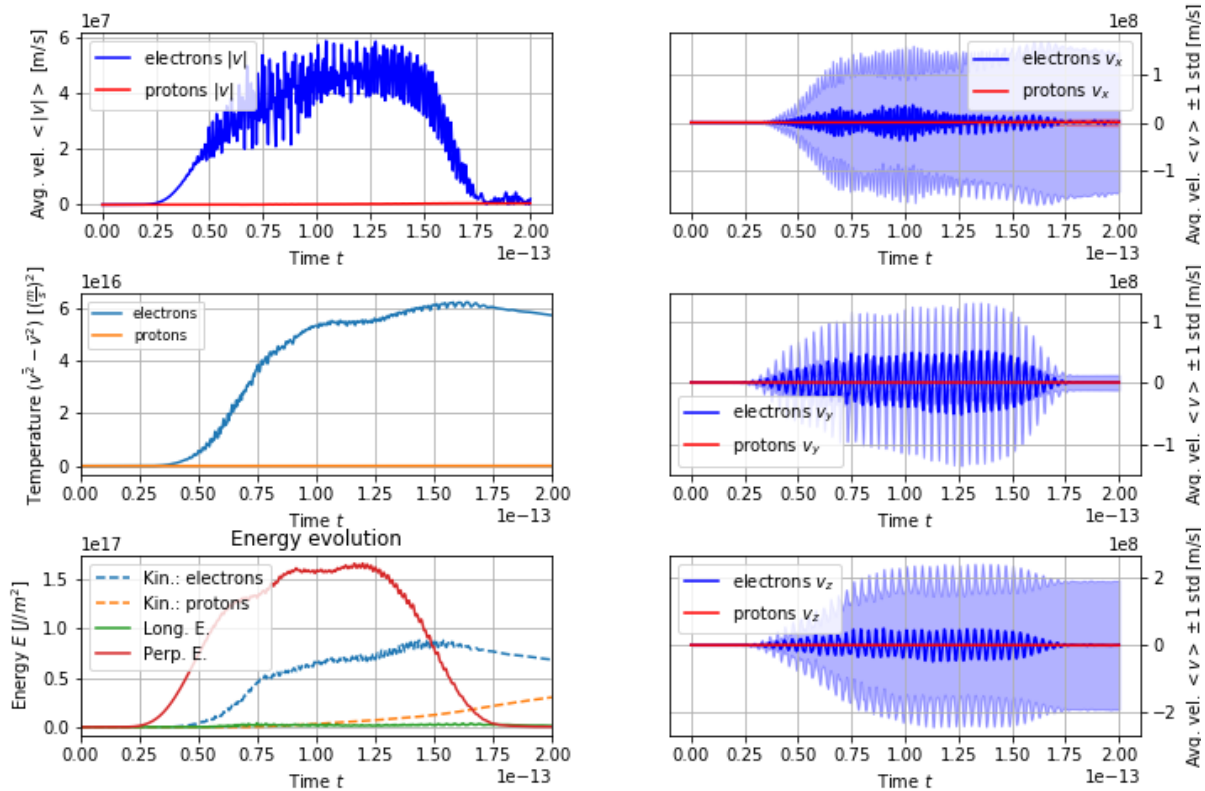 1e7
Avg. vel. < |v| > [m/s]
6
4
2
0
electrons |v|
protons |v|
0.00 0.25 0.50 0.75 1.00 1.25 1.50 1.75 2.00
Time t
1e−13
1e8
Avg. vel. < v > ±1 std [m/s]
1
0
−1
electrons v_x
protons v_x
0.00 0.25 0.50 0.75 1.00 1.25 1.50 1.75 2.00
Time t
1e−13
1e16
Temperature (v̄² − v̄²) [(m/s)²]
6
4
2
0
electrons
protons
0.00 0.25 0.50 0.75 1.00 1.25 1.50 1.75 2.00
Time t
1e−13
1e8
Avg. vel. < v > ±1 std [m/s]
1
0
−1
electrons v_y
protons v_y
0.00 0.25 0.50 0.75 1.00 1.25 1.50 1.75 2.00
Time t
1e−13
Energy evolution
1e17
Energy E [J/m²]
1.5
1.0
0.5
0.0
Kin.: electrons
Kin.: protons
Long. E.
Perp. E.
0.00 0.25 0.50 0.75 1.00 1.25 1.50 1.75 2.00
Time t
1e−13
1e8
Avg. vel. < v > ±1 std [m/s]
2
0
−2
electrons v_z
protons v_z
0.00 0.25 0.50 0.75 1.00 1.25 1.50 1.75 2.00
Time t
1e−13